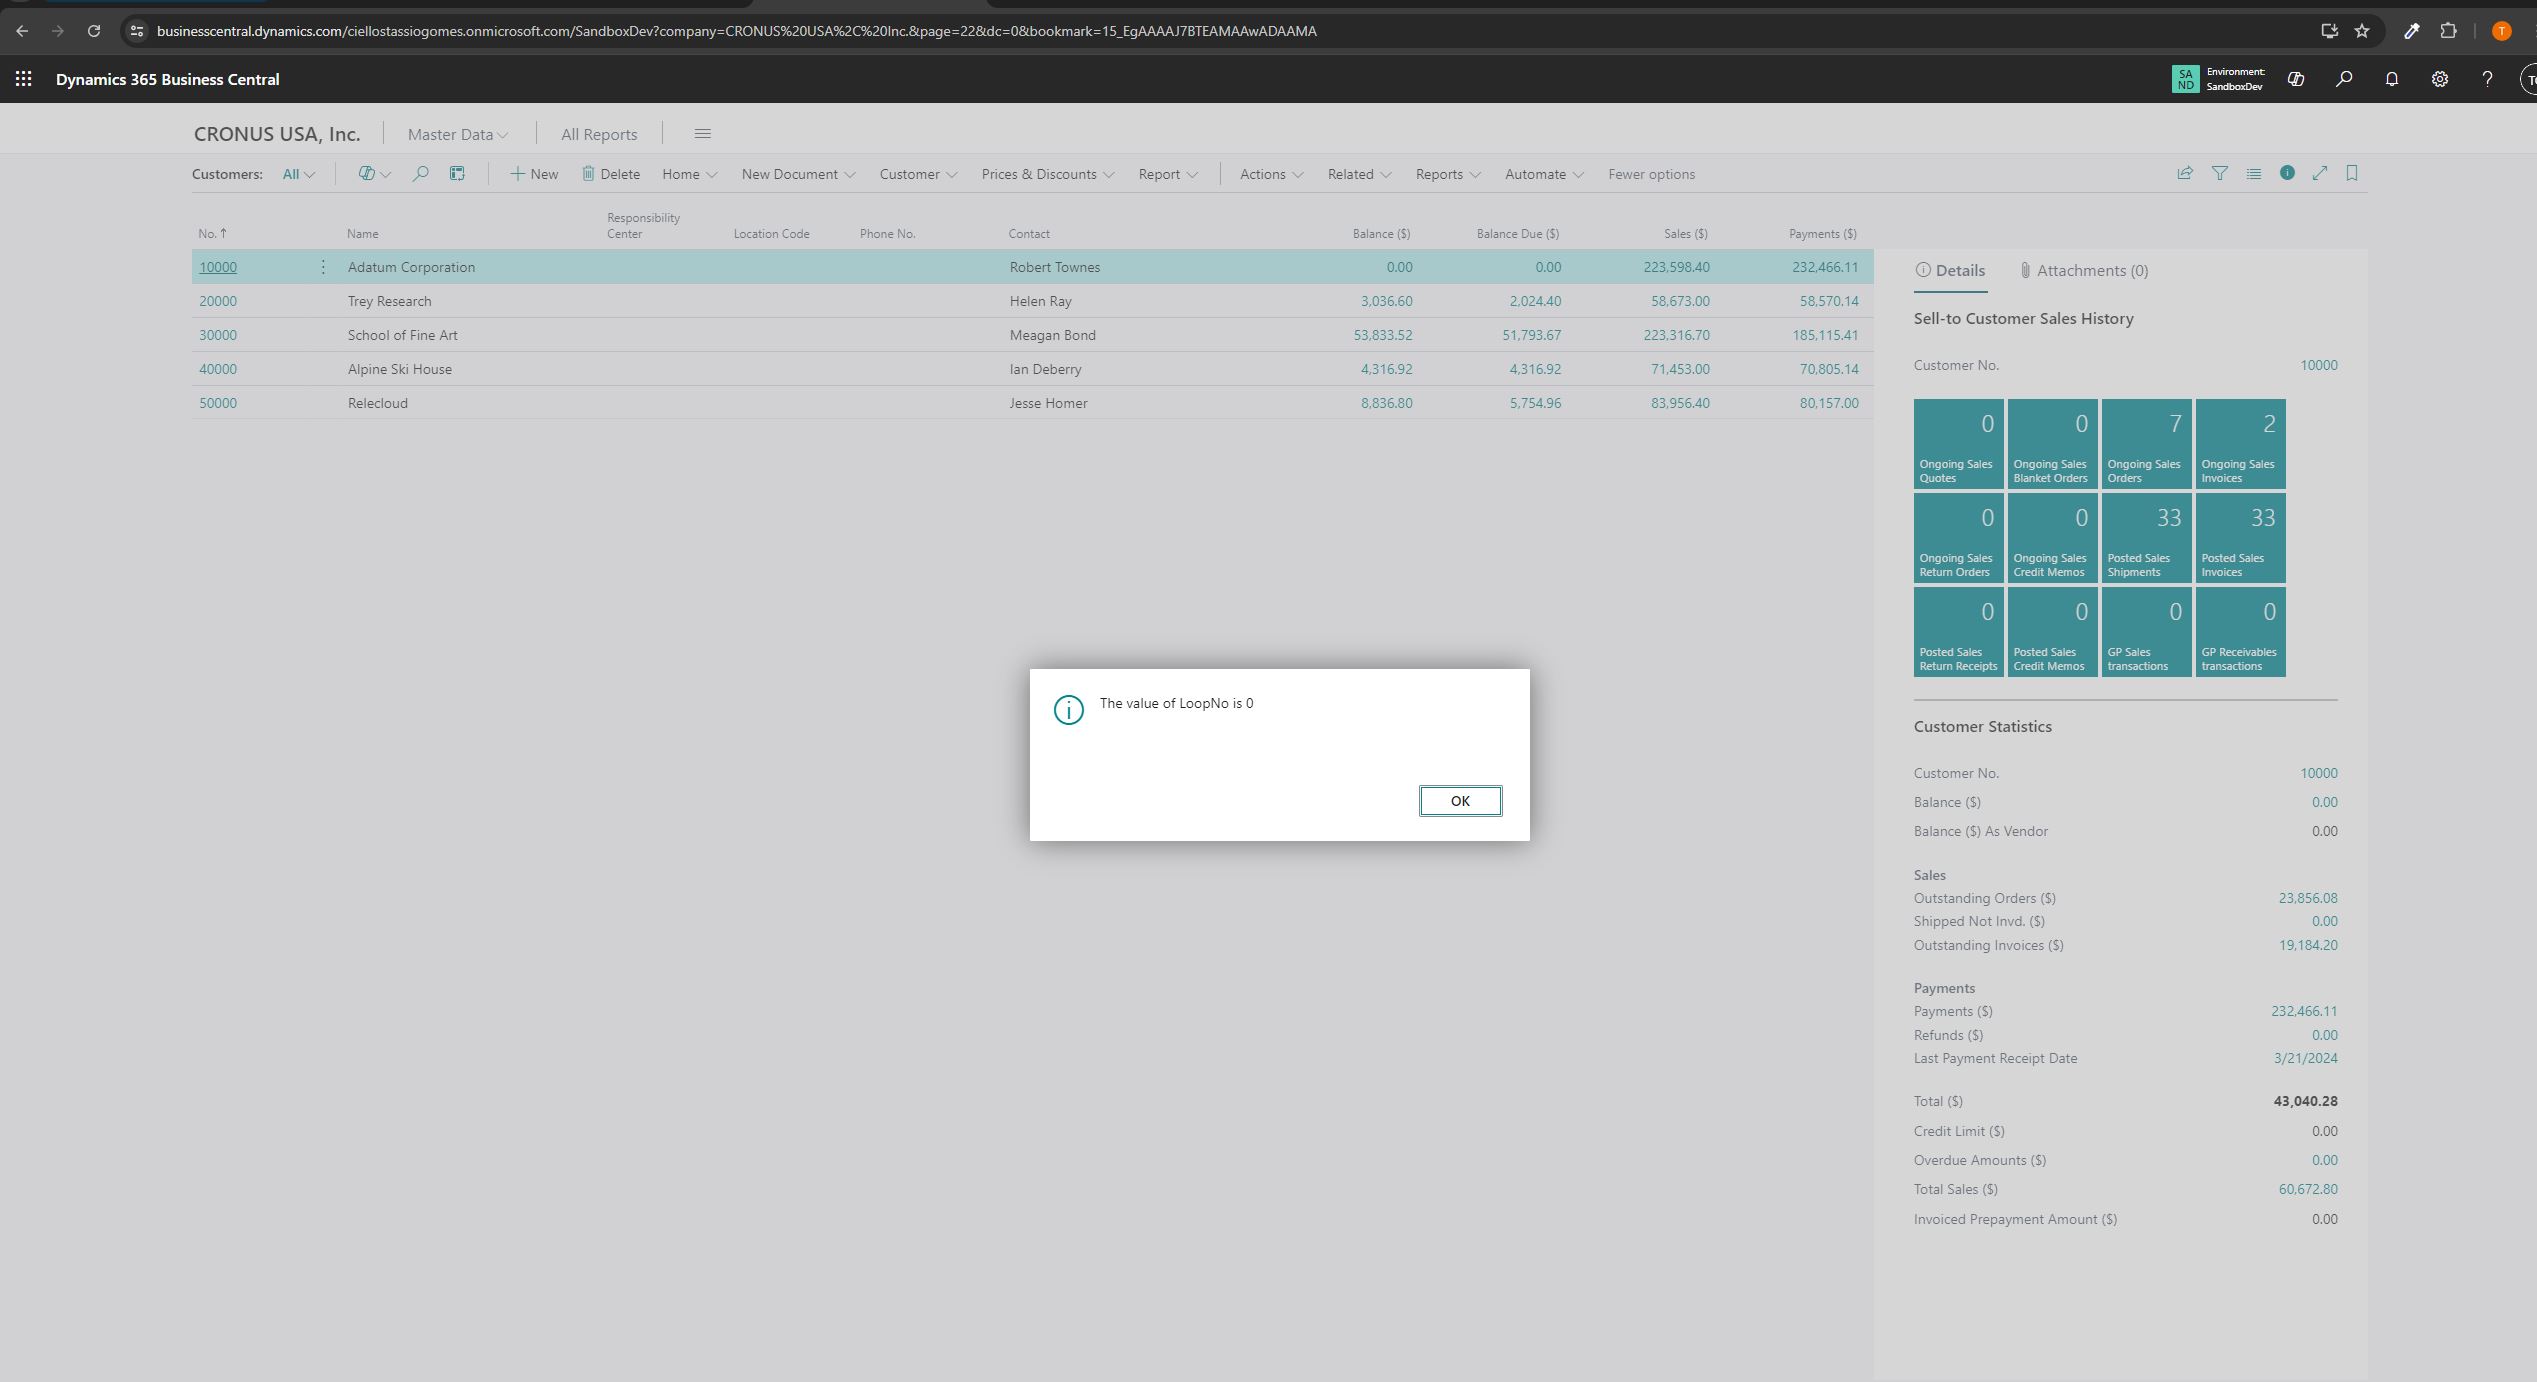 businesscentral.dynamics.com/ciellostassiogomes.onmicrosoft.com/SandboxDev?company=CRONUS%20USA%2C%20Inc.&page=22&dc=0&bookmark=15_EgAAAAJ7BTEAMAAwADAAMA
T
Dynamics 365 Business Central
SA ND
Environment:
SandboxDev
CRONUS USA, Inc. Master Data All Reports
Customers: All New Delete Home New Document Customer Prices & Discounts Report Actions Related Reports Automate Fewer options
No. Name Responsibility Center Location Code Phone No. Contact Balance ($) Balance Due ($) Sales ($) Payments ($)
10000 Adatum Corporation Robert Townes 0.00 0.00 223,598.40 232,466.11
20000 Trey Research Helen Ray 3,036.60 2,024.40 58,673.00 58,570.14
30000 School of Fine Art Meagan Bond 53,833.52 51,793.67 223,316.70 185,115.41
40000 Alpine Ski House Ian Deberry 4,316.92 4,316.92 71,453.00 70,805.14
50000 Relecloud Jesse Homer 8,836.80 5,754.96 83,956.40 80,157.00
The value of LoopNo is 0
OK
Details Attachments (0)
Sell-to Customer Sales History
Customer No. 10000
0 0 7 2
Ongoing Sales Quotes Ongoing Sales Blanket Orders Ongoing Sales Orders Ongoing Sales Invoices
0 0 33 33
Ongoing Sales Return Orders Ongoing Sales Credit Memos Posted Sales Shipments Posted Sales Invoices
0 0 0 0
Posted Sales Return Receipts Posted Sales Credit Memos GP Sales transactions GP Receivables transactions
Customer Statistics
Customer No. 10000
Balance ($) 0.00
Balance ($) As Vendor 0.00
Sales
Outstanding Orders ($) 23,856.08
Shipped Not Invd. ($) 0.00
Outstanding Invoices ($) 19,184.20
Payments
Payments ($) 232,466.11
Refunds ($) 0.00
Last Payment Receipt Date 3/21/2024
Total ($) 43,040.28
Credit Limit ($) 0.00
Overdue Amounts ($) 0.00
Total Sales ($) 60,672.80
Invoiced Prepayment Amount ($) 0.00